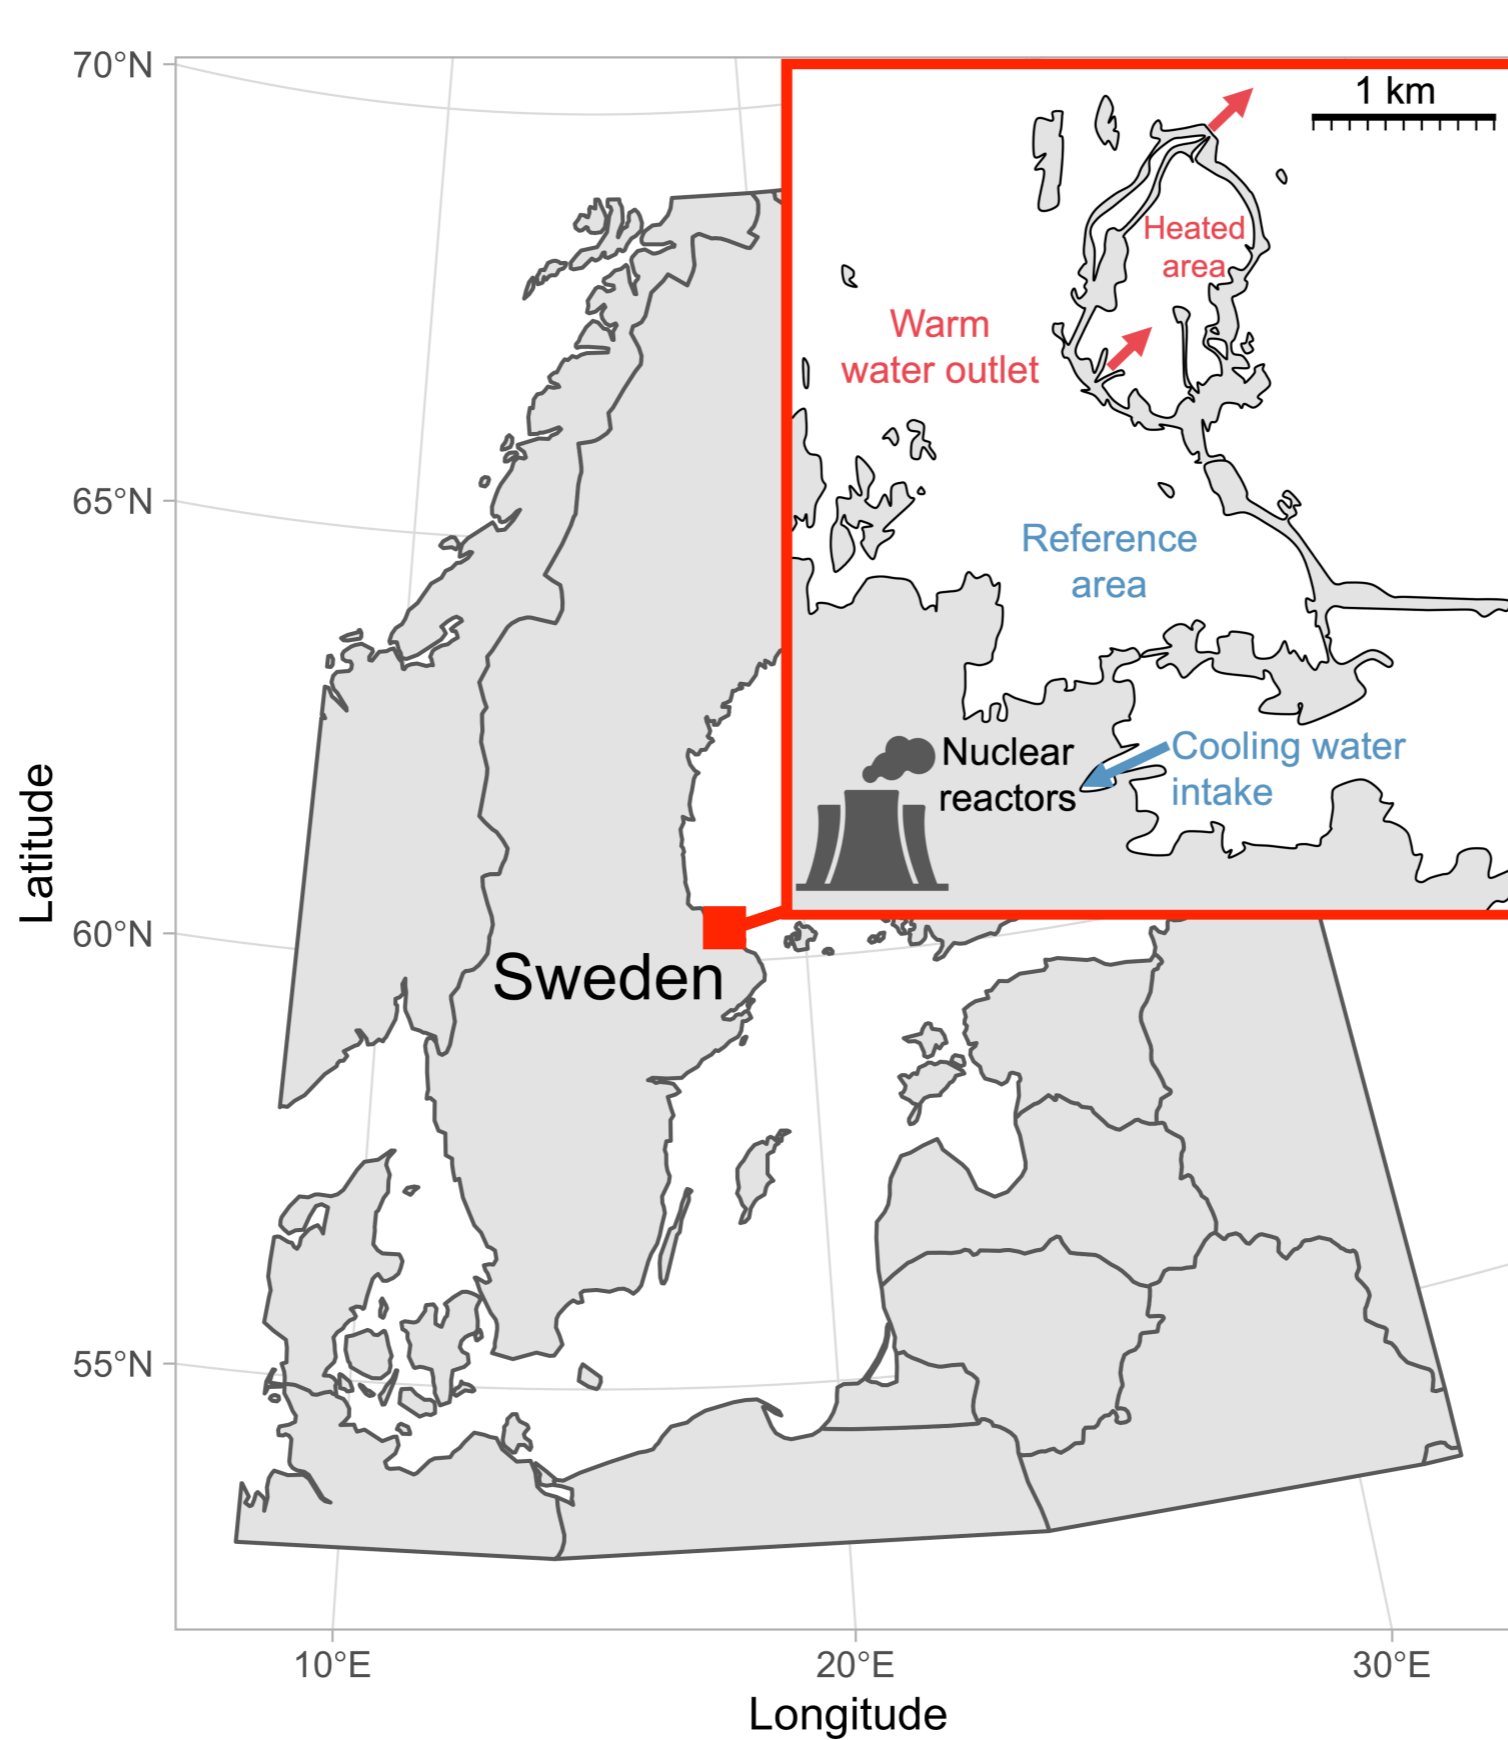 70°N
65°N
60°N
55°N
Latitude
10°E
20°E
30°E
Longitude
Sweden
1 km
Heated
area
Warm
water outlet
Reference
area
Nuclear
reactors
Cooling water
intake